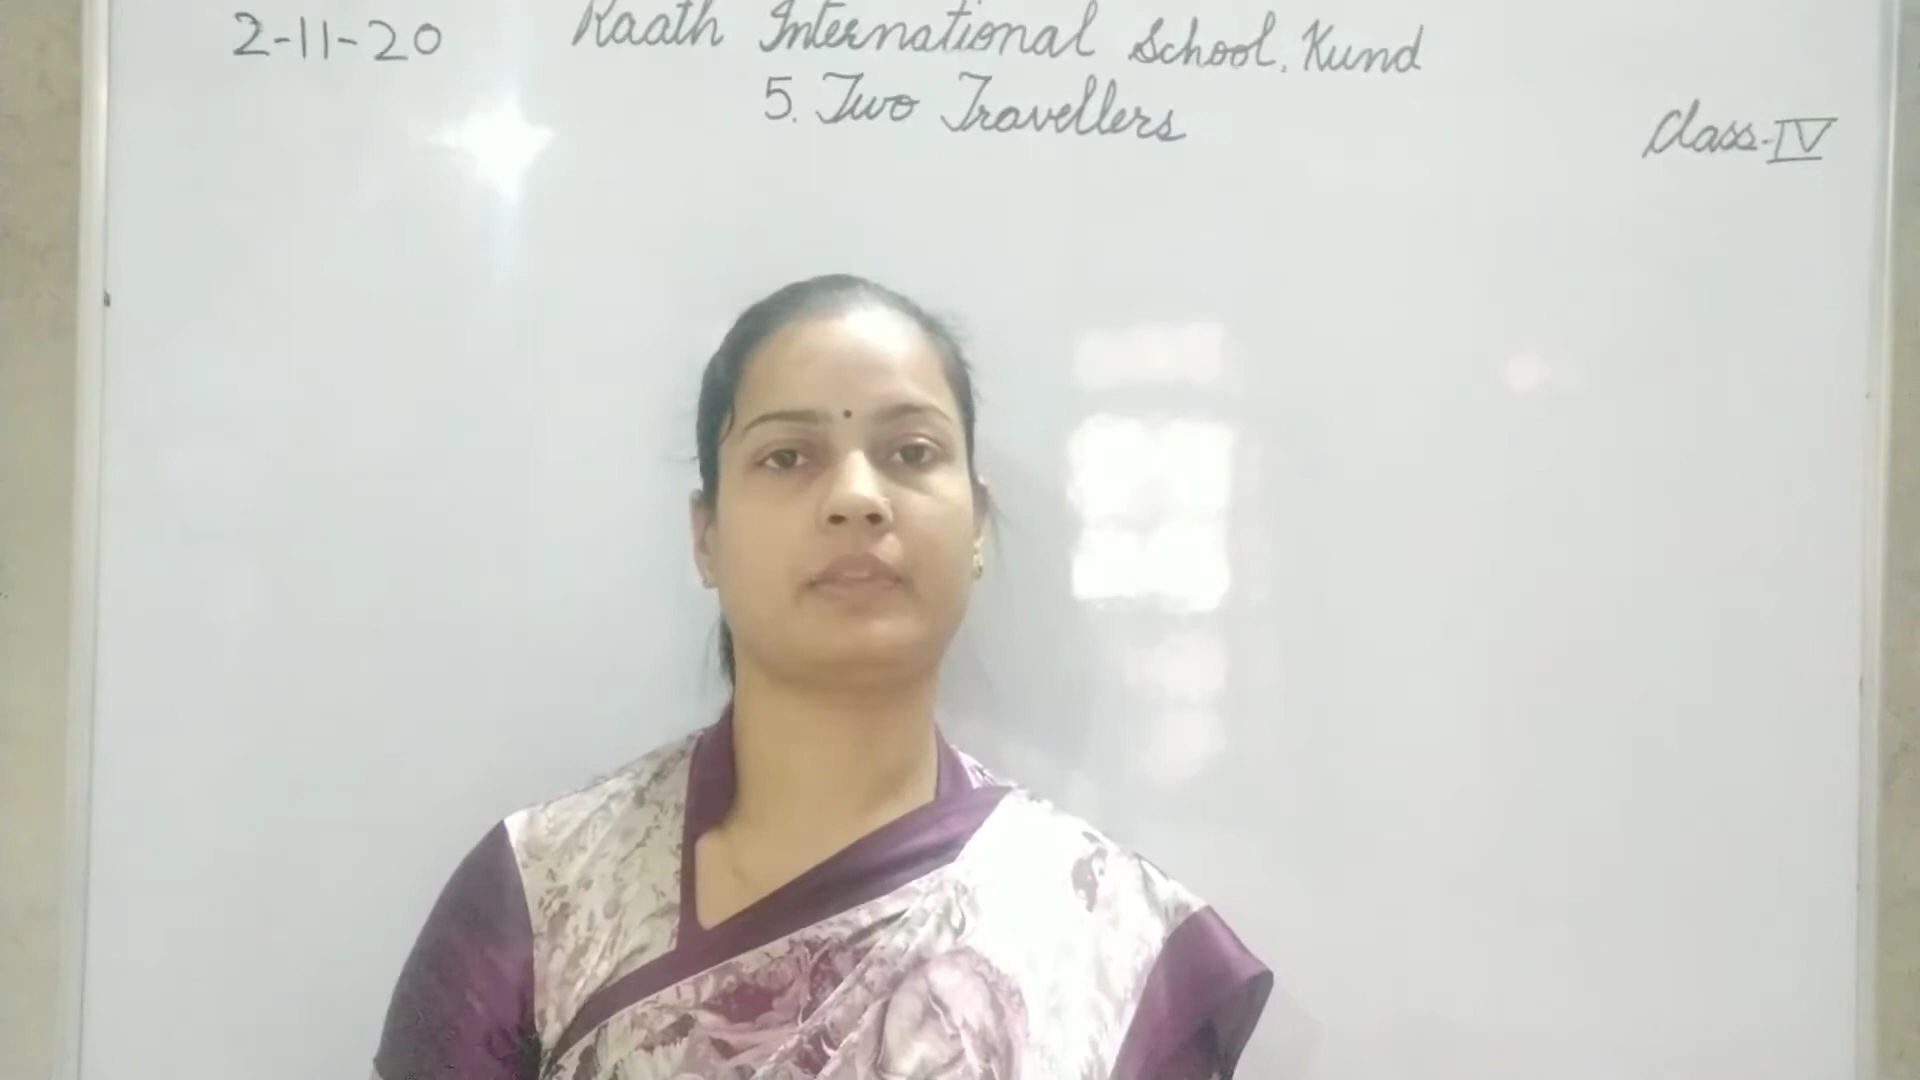 2-11-20 Raath International School, Kund
5. Two Travellers
Class-IV